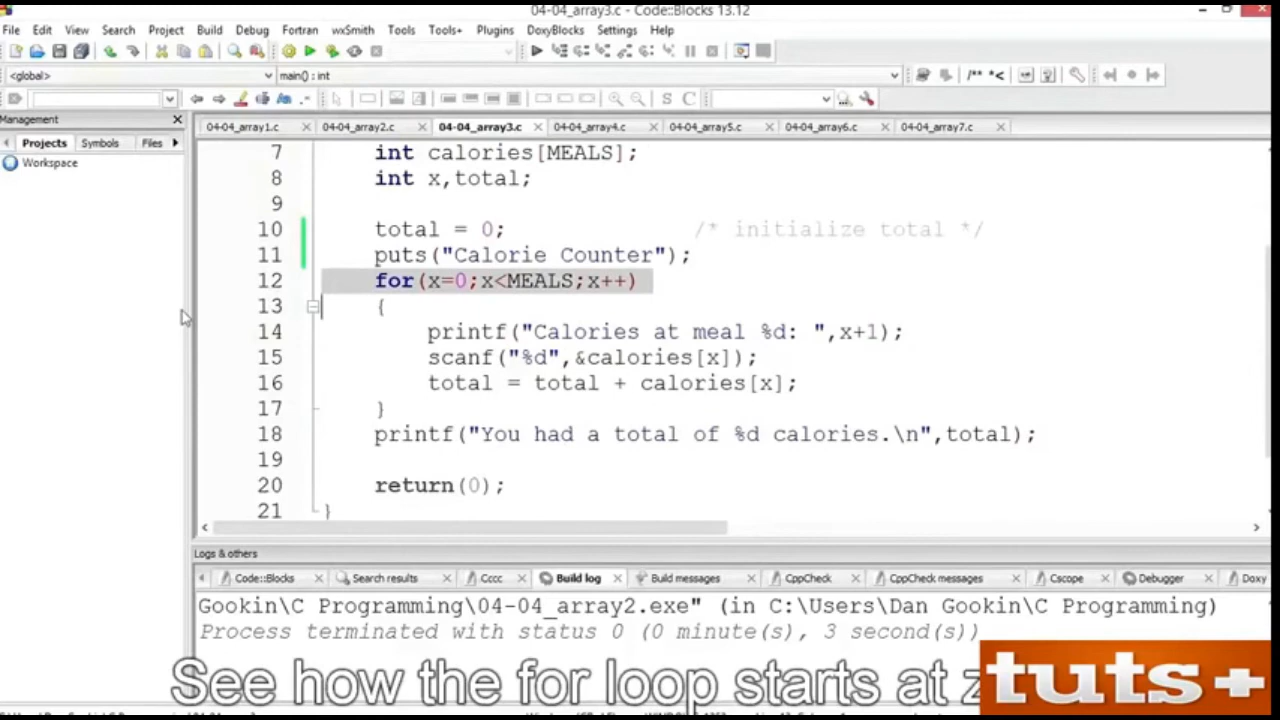 04-04_array3.c - Code::Blocks 13.12
File Edit View Search Project Build Debug Fortran wxSmith Tools Tools+ Plugins DoxyBlocks Settings Help
<global> main() : int
Management
04-04_array1.c 04-04_array2.c 04-04_array3.c 04-04_array4.c 04-04_array5.c 04-04_array6.c 04-04_array7.c
Projects Symbols Files
Workspace
7 int calories[MEALS];
8 int x,total;
9
10 total = 0; /* initialize total */
11 puts("Calorie Counter");
12 for(x=0;x<MEALS;x++)
13 {
14 printf("Calories at meal %d: ",x+1);
15 scanf("%d",&calories[x]);
16 total = total + calories[x];
17 }
18 printf("You had a total of %d calories.\n",total);
19
20 return(0);
21 }
Logs & others
Code::Blocks Search results Cccc Build log Build messages CppCheck CppCheck messages Cscope Debugger Doxy
Gookin\C Programming\04-04_array2.exe" (in C:\Users\Dan Gookin\C Programming)
Process terminated with status 0 (0 minute(s), 3 second(s))
See how the for loop starts at z
tuts+